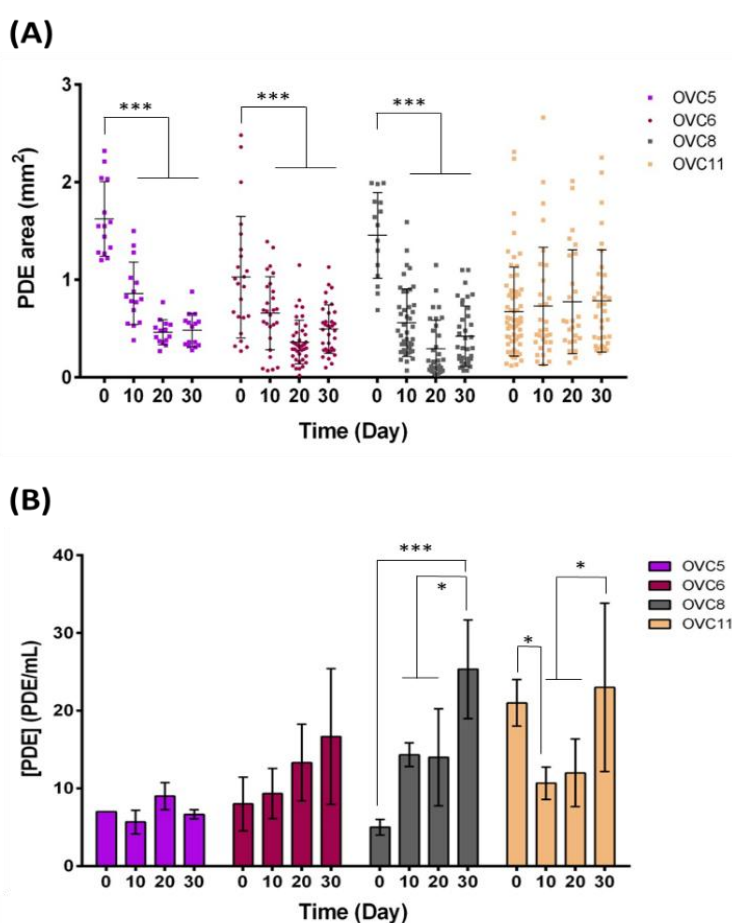 (A)
PDE area (mm²)
3
2
1
0
***
***
***
OVC5
OVC6
OVC8
OVC11
0 10 20 30 0 10 20 30 0 10 20 30 0 10 20 30
Time (Day)
(B)
[PDE] (PDE/mL)
40
30
20
10
0
***
*
*
*
OVC5
OVC6
OVC8
OVC11
0 10 20 30 0 10 20 30 0 10 20 30 0 10 20 30
Time (Day)